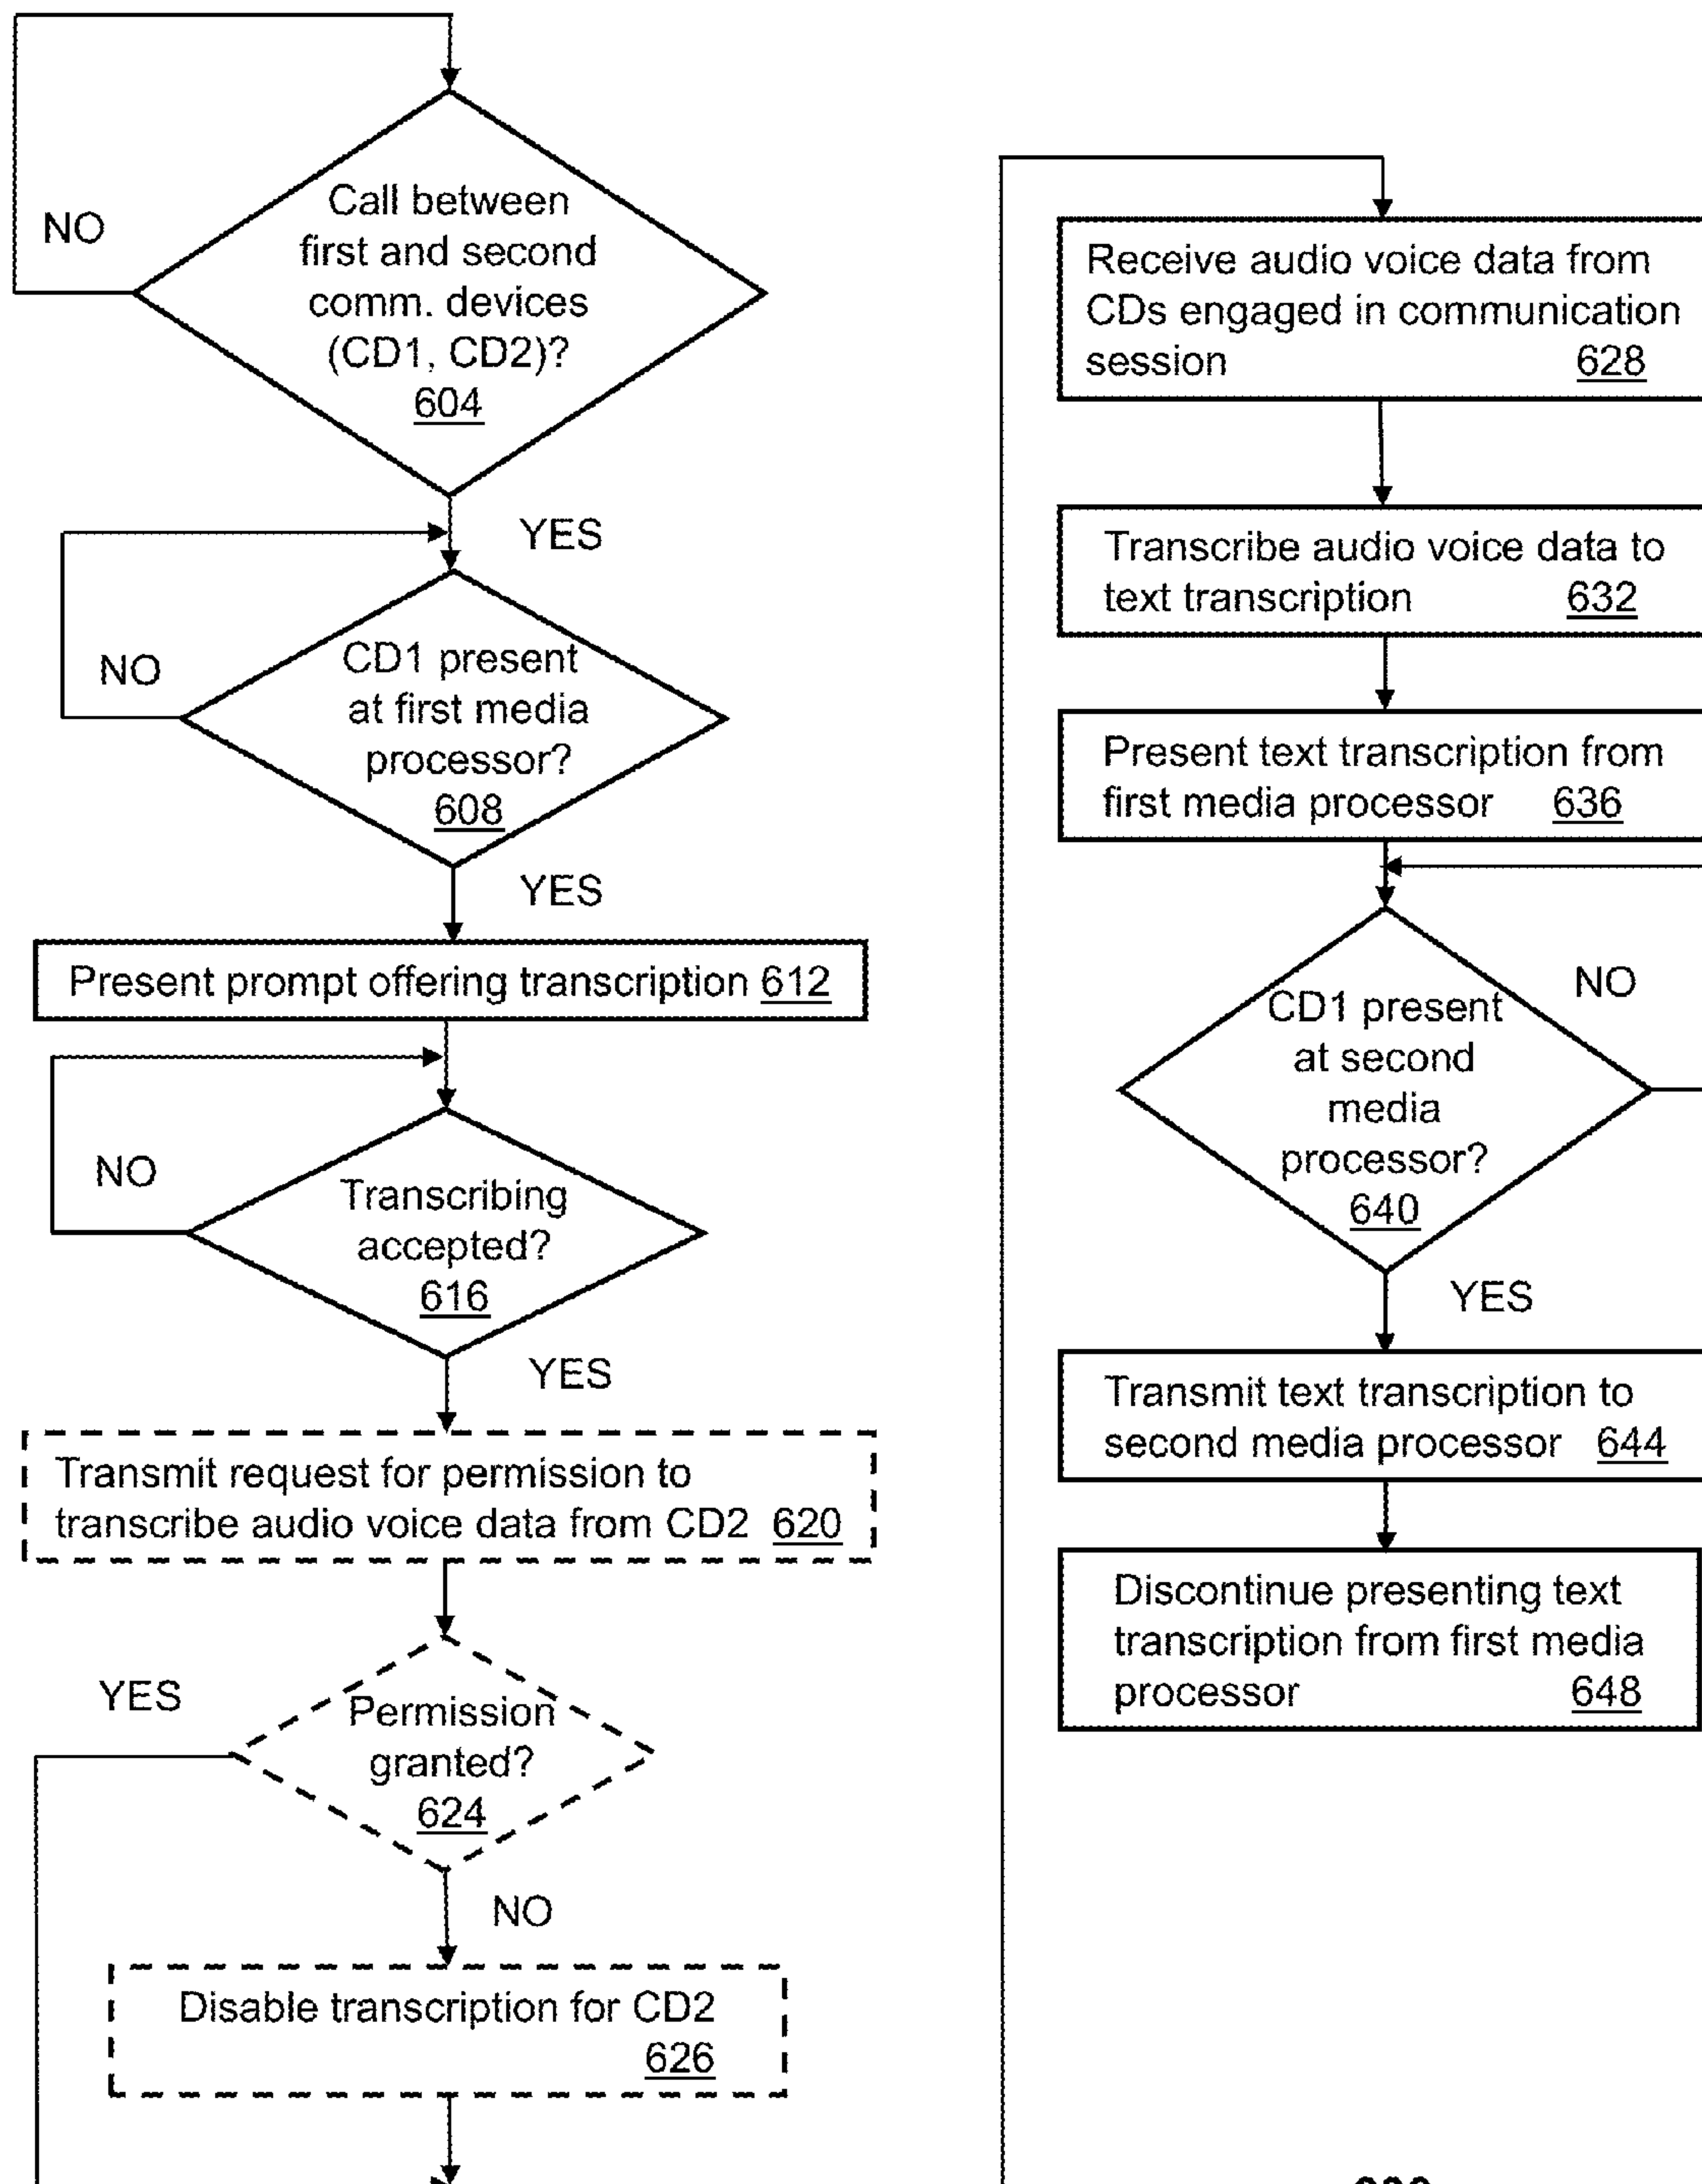 Call between
first and second
comm. devices
(CD1, CD2)?
604
NO
YES
CD1 present
at first media
processor?
608
NO
YES
Present prompt offering transcription 612
Transcribing
accepted?
616
NO
YES
Transmit request for permission to
transcribe audio voice data from CD2 620
Permission
granted?
624
YES
NO
Disable transcription for CD2
626
Receive audio voice data from
CDs engaged in communication
session 628
Transcribe audio voice data to
text transcription 632
Present text transcription from
first media processor 636
CD1 present
at second
media
processor?
640
NO
YES
Transmit text transcription to
second media processor 644
Discontinue presenting text
transcription from first media
processor 648